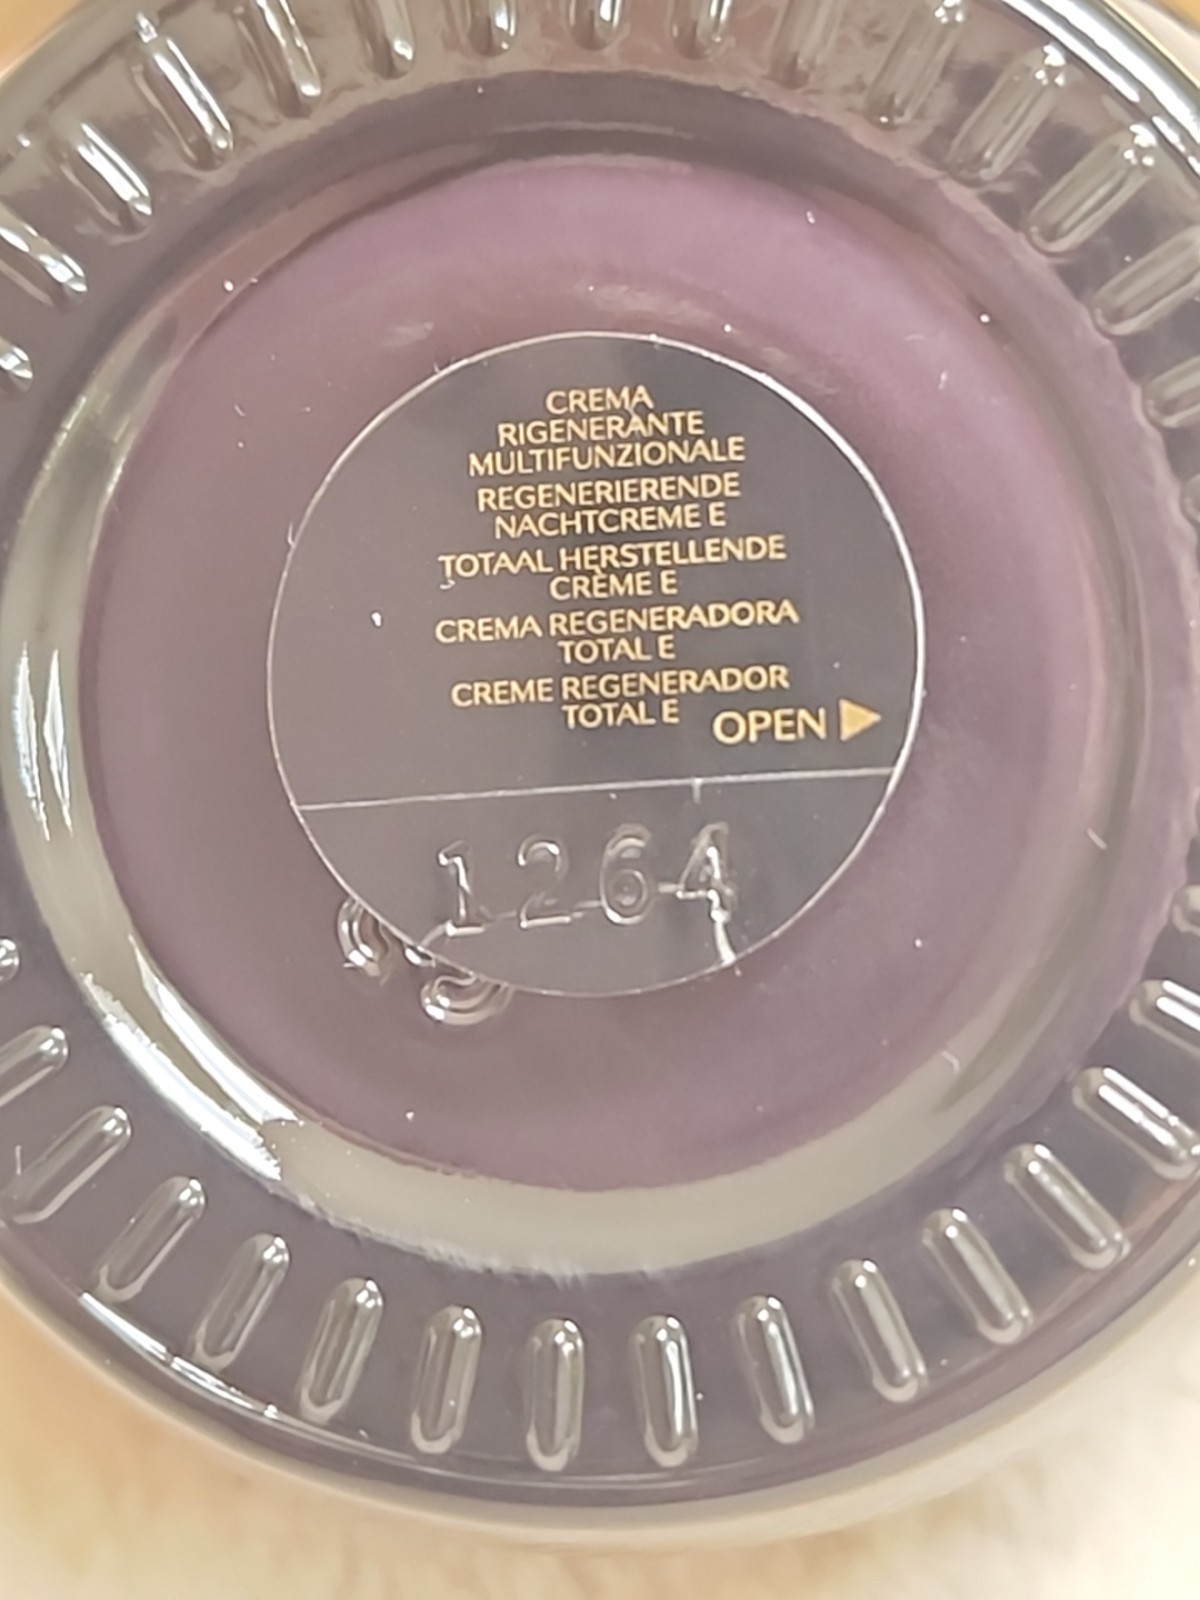 CREMA
RIGENERANTE
MULTIFUNZIONALE
REGENERIERENDE
NACHTCREME E
TOTAAL HERSTELLENDE
CRÈME E
CREMA REGENERADORA
TOTAL E
CREME REGENERADOR
TOTAL E
OPEN ▶
1264